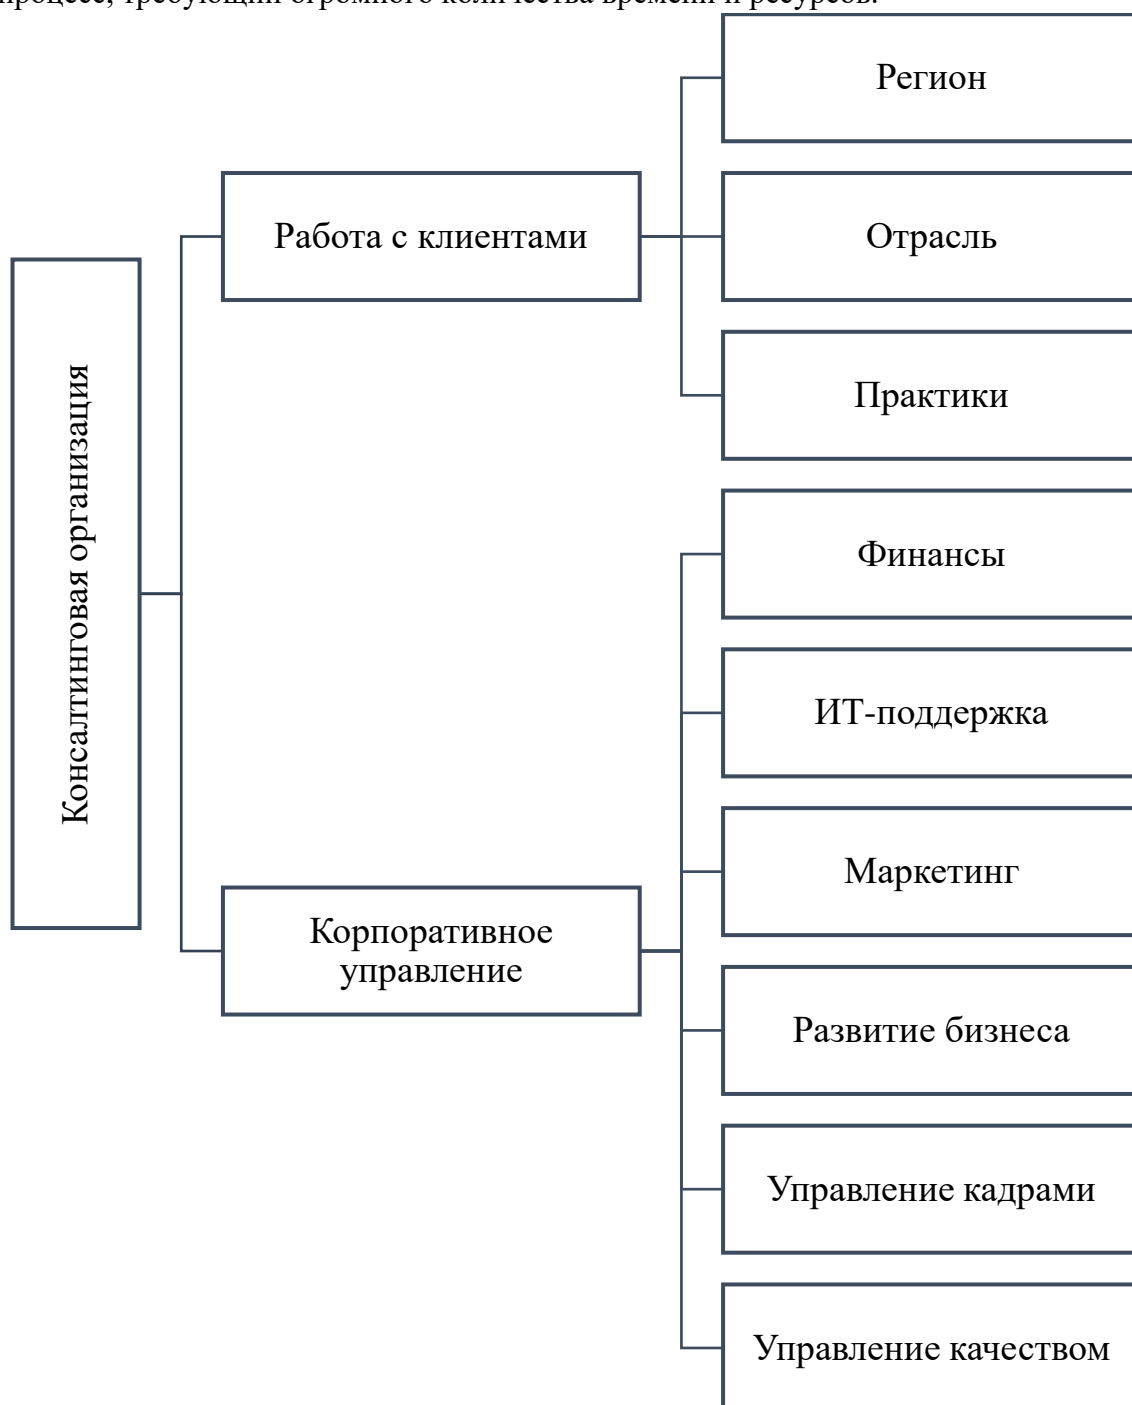 процесс, требующий огромного количества времени и ресурсов.
Регион
Работа с клиентами
Отрасль
Практики
Консалтинговая организация
Финансы
ИТ-поддержка
Маркетинг
Корпоративное
управление
Развитие бизнеса
Управление кадрами
Управление качеством